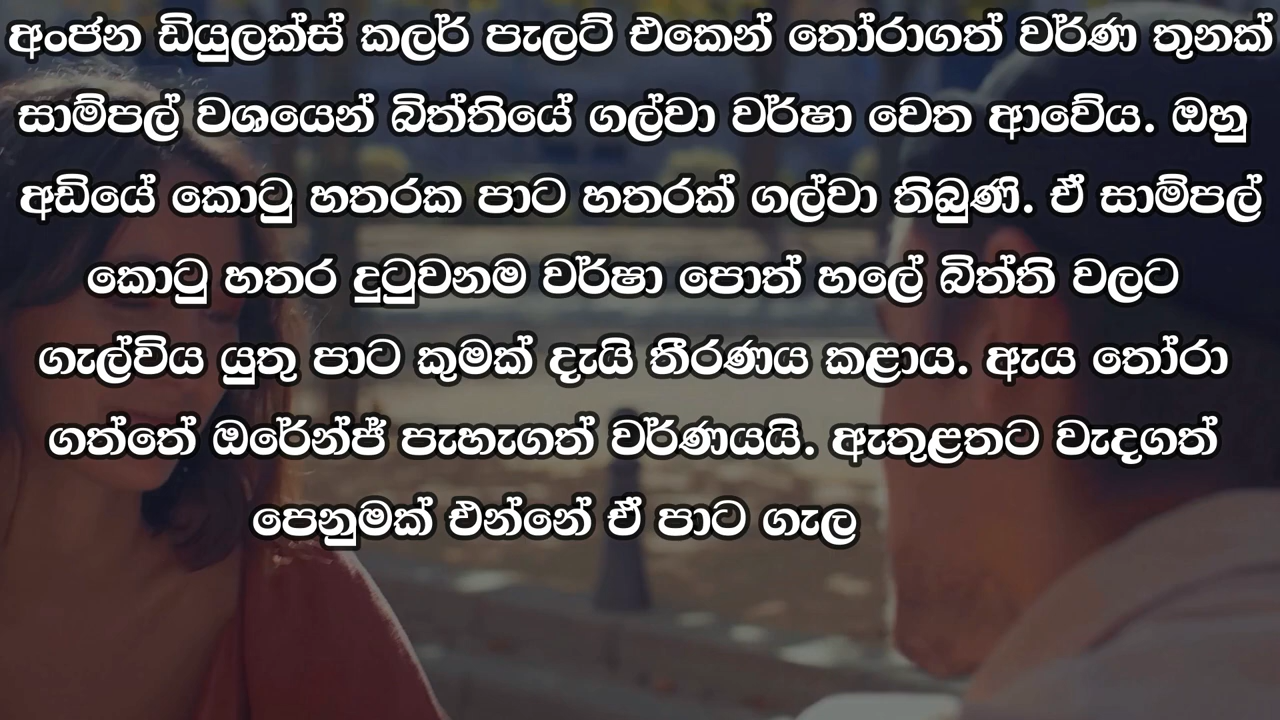 අංජන ඩියුලක්ස් කලර් පැලට් එකෙන් තෝරාගත් වර්ණ තුනක්
සාම්පල් වශයෙන් බිත්තියේ ගල්වා වර්ෂා වෙත ආවේය. ඔහු
අඩියේ කොටු හතරක පාට හතරක් ගල්වා තිබුණි. ඒ සාම්පල්
කොටු හතර දුටුවනම වර්ෂා පොත් හලේ බිත්ති වලට
ගැල්විය යුතු පාට කුමක් දැයි තීරණය කළාය. ඇය තෝරා
ගත්තේ ඔරේන්ජ් පැහැගත් වර්ණයයි. ඇතුළතට වැදගත්
පෙනුමක් එන්නේ ඒ පාට ගැල